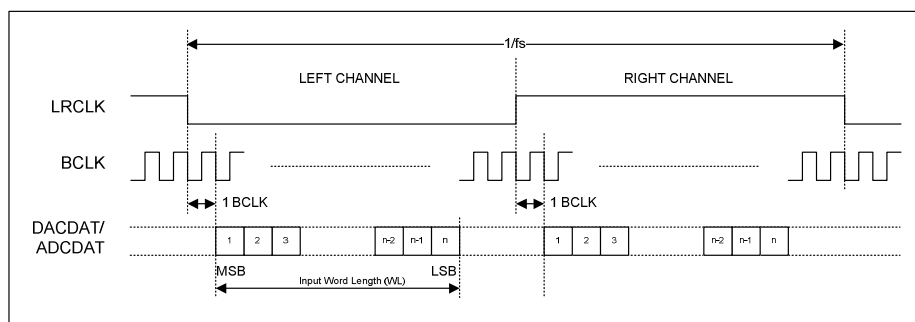 1/fs
LEFT CHANNEL RIGHT CHANNEL
LRCLK
BCLK
1 BCLK 1 BCLK
DACDAT/
ADCDAT
1 2 3 n-2 n-1 n 1 2 3 n-2 n-1 n
MSB LSB
Input Word Length (WL)